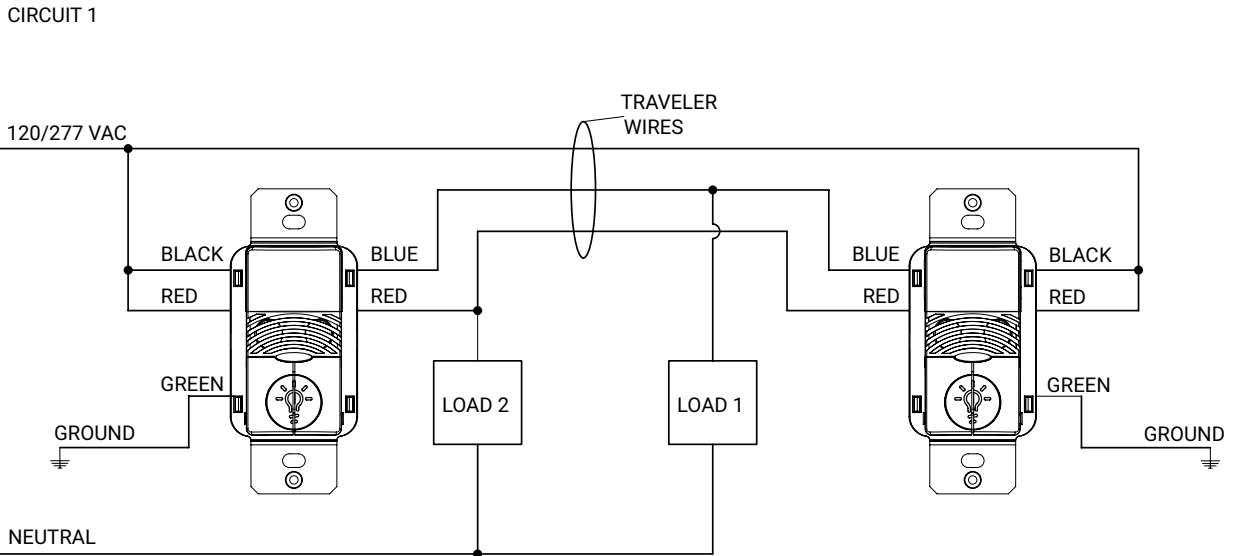 CIRCUIT 1
TRAVELER
WIRES
120/277 VAC
BLACK
BLUE
BLUE
BLACK
RED
RED
RED
RED
GREEN
GREEN
LOAD 2
LOAD 1
GROUND
GROUND
NEUTRAL